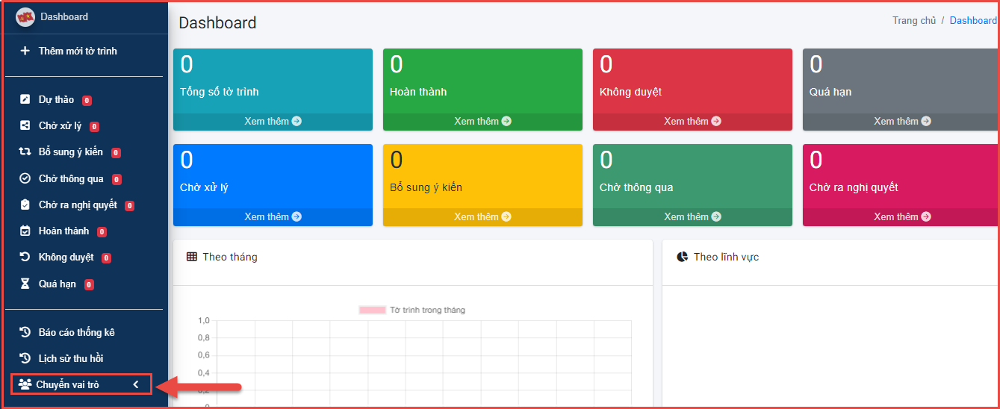 Dashboard
Thêm mới tờ trình
Dự thảo 0
Chờ xử lý 0
Bổ sung ý kiến 0
Chờ thông qua 0
Chờ ra nghị quyết 0
Hoàn thành 0
Không duyệt 0
Quá hạn 0
Báo cáo thống kê
Lịch sử thu hồi
Chuyển vai trò
Dashboard
Trang chủ / Dashboard
0
Tổng số tờ trình
Xem thêm
0
Hoàn thành
Xem thêm
0
Không duyệt
Xem thêm
0
Quá hạn
Xem thêm
0
Chờ xử lý
Xem thêm
0
Bổ sung ý kiến
Xem thêm
0
Chờ thông qua
Xem thêm
0
Chờ ra nghị quyết
Xem thêm
Theo tháng
Tờ trình trong tháng
1,0
0,8
0,6
0,4
0,2
0
Theo lĩnh vực